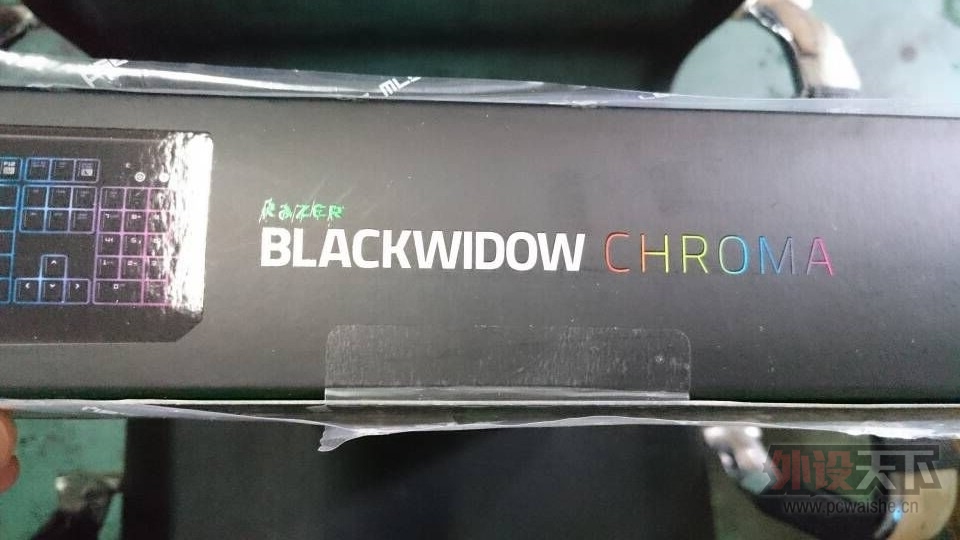 RAZER
BLACKWIDOW CHROMA
外设天下
www.pcwaishe.cn